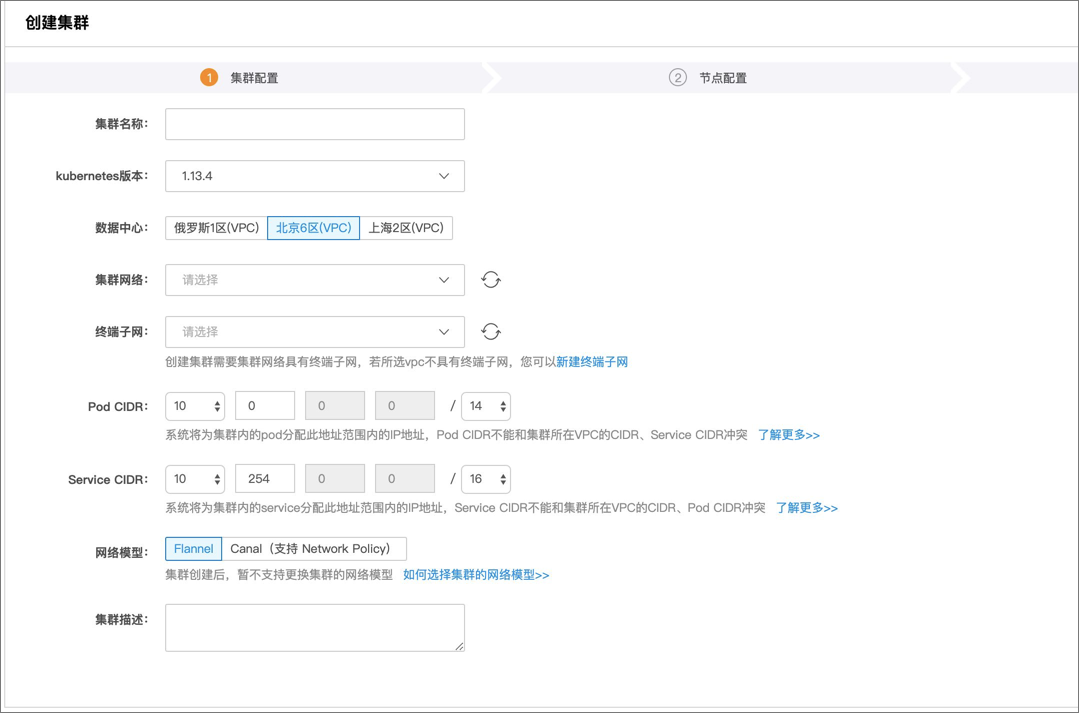 创建集群
1 集群配置 2 节点配置
集群名称：
kubernetes版本： 1.13.4
数据中心： 俄罗斯1区(VPC) 北京6区(VPC) 上海2区(VPC)
集群网络： 请选择
终端子网： 请选择
创建集群需要集群网络具有终端子网，若所选vpc不具有终端子网，您可以新建终端子网
Pod CIDR： 10 0 0 0 / 14
系统将为集群内的pod分配此地址范围内的IP地址，Pod CIDR不能和集群所在VPC的CIDR、Service CIDR冲突 了解更多>>
Service CIDR： 10 254 0 0 / 16
系统将为集群内的service分配此地址范围内的IP地址，Service CIDR不能和集群所在VPC的CIDR、Pod CIDR冲突 了解更多>>
网络模型： Flannel Canal（支持 Network Policy）
集群创建后，暂不支持更换集群的网络模型 如何选择集群的网络模型>>
集群描述：